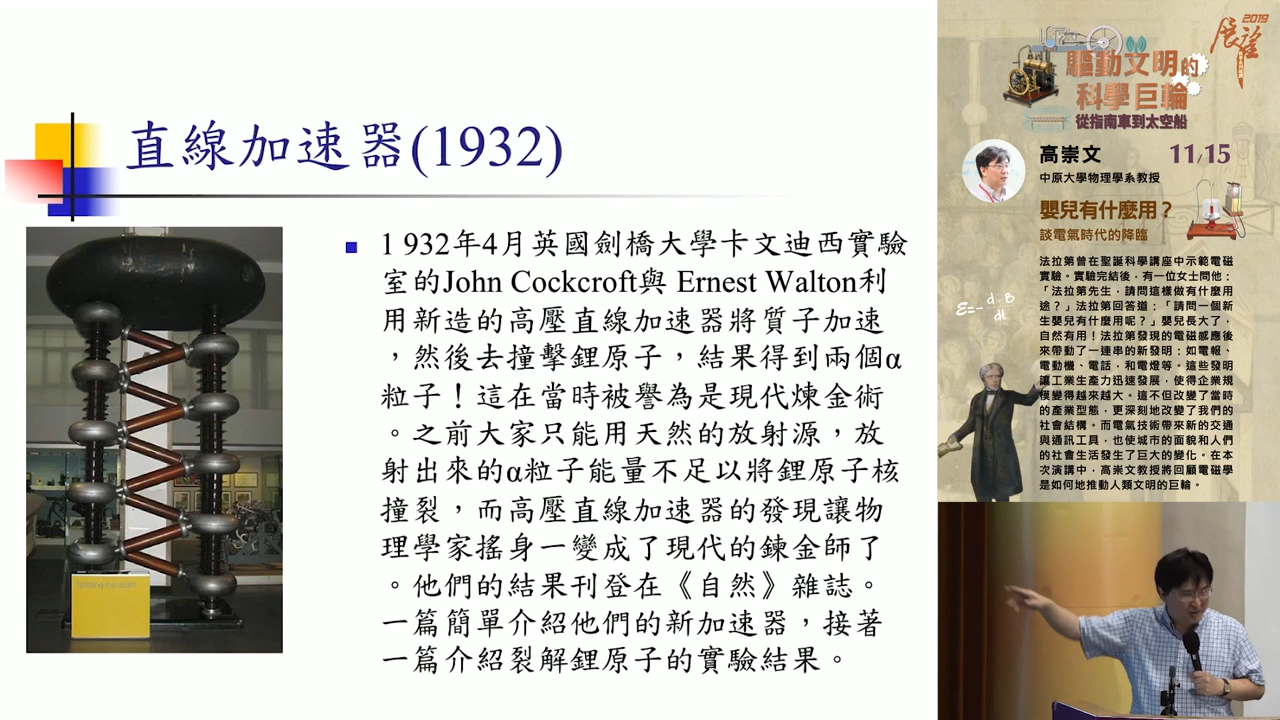 直線加速器(1932)
1 932年4月英國劍橋大學卡文迪西實驗
室的John Cockcroft與 Ernest Walton利
用新造的高壓直線加速器將質子加速
，然後去撞擊鋰原子，結果得到兩個α
粒子！這在當時被譽為是現代煉金術
。之前大家只能用天然的放射源，放
射出來的α粒子能量不足以將鋰原子核
撞裂，而高壓直線加速器的發現讓物
理學家搖身一變成了現代的鍊金師了
。他們的結果刊登在《自然》雜誌。
一篇簡單介紹他們的新加速器，接著
一篇介紹裂解鋰原子的實驗結果。
2019
展望
驅動文明的
科學巨輪
從指南車到太空船
高崇文
11/15
中原大學物理學系教授
嬰兒有什麼用？
談電氣時代的降臨
法拉第曾在聖誕科學講座中示範電磁
實驗。實驗完結後，有一位女士問他：
「法拉第先生，請問這樣做有什麼用
途？」法拉第回答道：「請問一個新
生嬰兒有什麼用呢？」嬰兒長大了，
自然有用！法拉第發現的電磁感應後
來帶動了一連串的新發明：如電報、
電動機、電話，和電燈等。這些發明
讓工業生產力迅速發展，使得企業規
模變得越來越大。這不但改變了當時
的產業型態，更深刻地改變了我們的
社會結構。而電氣技術帶來新的交通
與通訊工具，也使城市的面貌和人們
的社會生活發生了巨大的變化。在本
次演講中，高崇文教授將回顧電磁學
是如何地推動人類文明的巨輪。